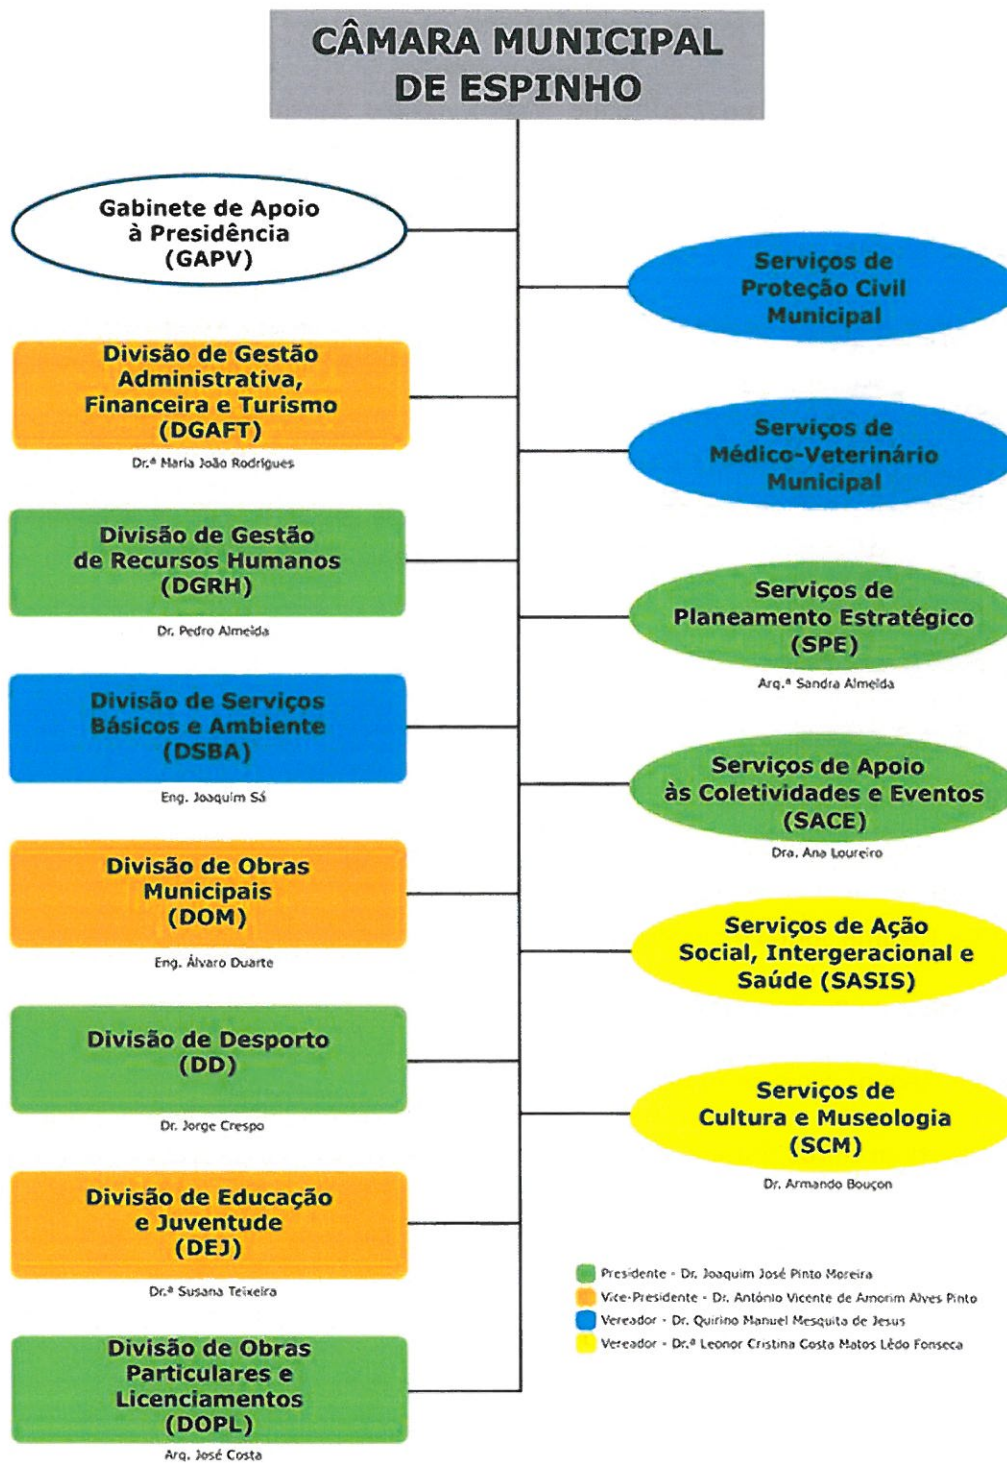 CÂMARA MUNICIPAL
DE ESPINHO
Gabinete de Apoio
à Presidência
(GAPV)
Divisão de Gestão
Administrativa,
Financeira e Turismo
(DGAFT)
Dr.ª Maria João Rodrigues
Divisão de Gestão
de Recursos Humanos
(DGRH)
Dr. Pedro Almeida
Divisão de Serviços
Básicos e Ambiente
(DSBA)
Eng. Joaquim Sá
Divisão de Obras
Municipais
(DOM)
Eng. Álvaro Duarte
Divisão de Desporto
(DD)
Dr. Jorge Crespo
Divisão de Educação
e Juventude
(DEJ)
Dr.ª Susana Teixeira
Divisão de Obras
Particulares e
Licenciamentos
(DOPL)
Arq. José Costa
Serviços de
Proteção Civil
Municipal
Serviços de
Médico-Veterinário
Municipal
Serviços de
Planeamento Estratégico
(SPE)
Arq.ª Sandra Almeida
Serviços de Apoio
às Coletividades e Eventos
(SACE)
Dra. Ana Loureiro
Serviços de Ação
Social, Intergeracional e
Saúde (SASIS)
Serviços de
Cultura e Museologia
(SCM)
Dr. Armando Bouçon
Presidente - Dr. Joaquim José Pinto Moreira
Vice-Presidente - Dr. António Vicente de Amorim Alves Pinto
Vereador - Dr. Quirino Manuel Mesquita de Jesus
Vereador - Dr.ª Leonor Cristina Costa Matos Lêdo Fonseca